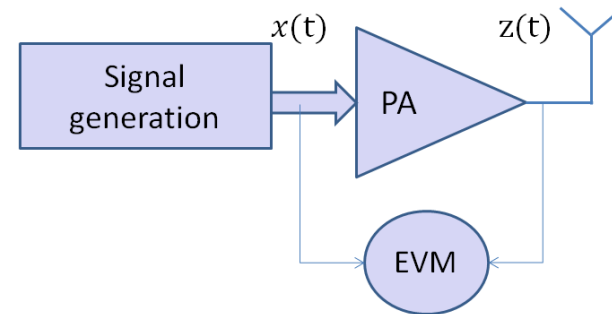 x(t)
z(t)
Signal
generation
PA
EVM